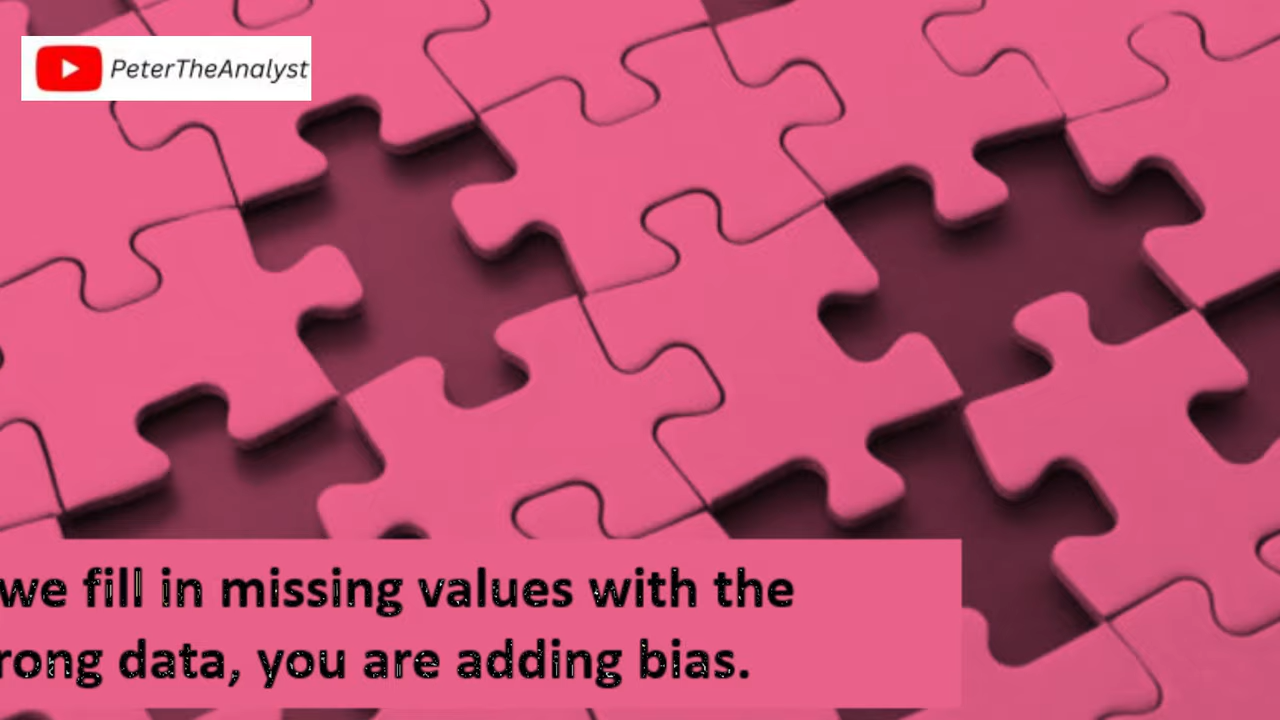 PeterTheAnalyst
we fill in missing values with the
rong data, you are adding bias.